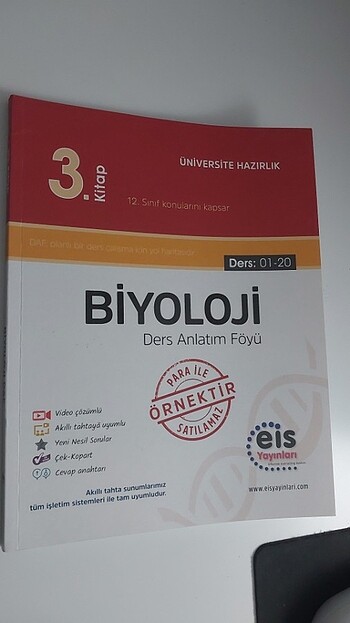 3.
Kitap
ÜNİVERSİTE HAZIRLIK
12. Sınıf konularını kapsar
Ders: 01-20
BİYOLOJİ
Ders Anlatım Föyü
PARA İLE
ÖRNEKTİR
SATILAMAZ
Video çözümlü
Akıllı tahtaya uyumlu
Yeni Nesil Sorular
Çek-Kopart
Cevap anahtarı
eis
Yayınları
Akıllı tahta sunumlarımız
tüm işletim sistemleri ile tam uyumludur.
www.eisyayinlari.com